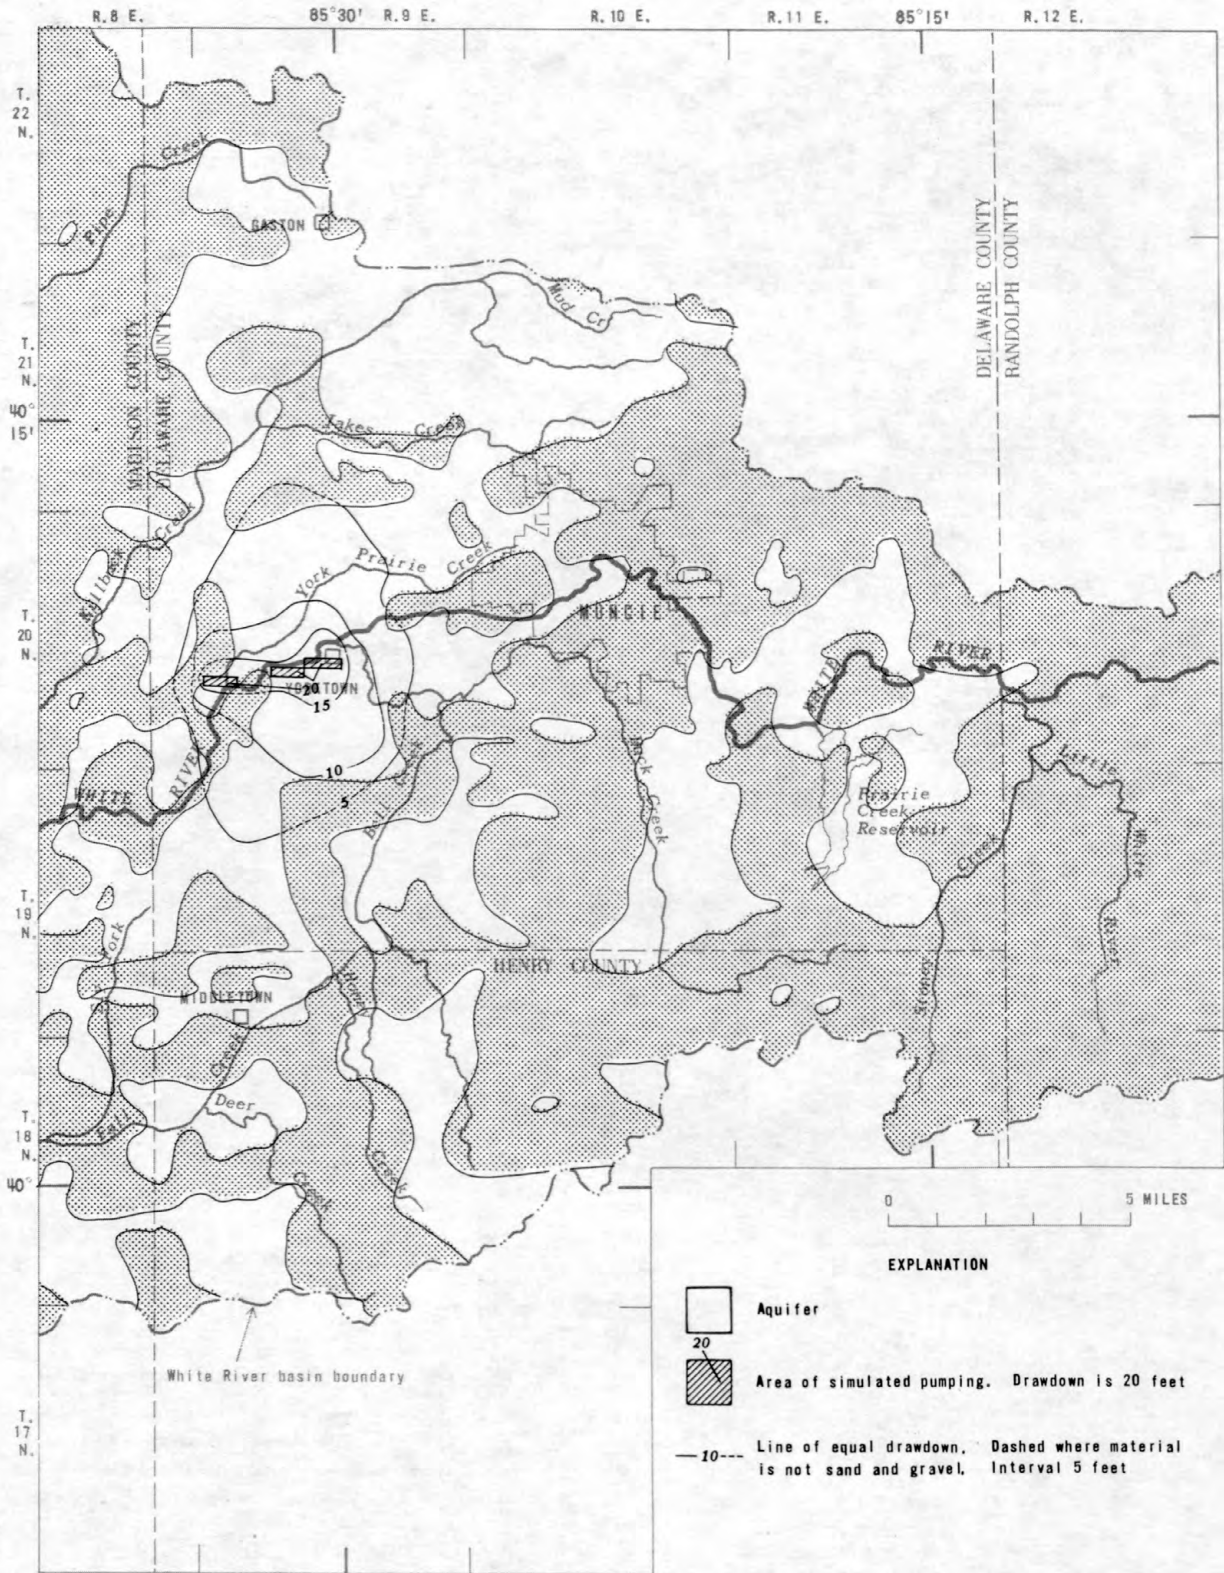 R.8 E.
85°30'
R.9 E.
R.10 E.
R.11 E.
85°15'
R.12 E.
T.
22
N.
Pipe
Creek
GASTON
Mud Cr
DELAWARE COUNTY
RANDOLPH COUNTY
MADISON COUNTY
DELAWARE COUNTY
T.
21
N.
40°
15'
Jakes
Creek
Killbuck
Creek
York
Prairie
Creek
MUNCIE
T.
20
N.
WHITE
RIVER
YORKTOWN
20
15
10
5
WHITE
RIVER
Bell
Creek
Buck
Creek
Prairie
Creek
Reservoir
Little
White
River
Creek
Stoney
T.
19
N.
Fork
HENRY COUNTY
MIDDLETOWN
Honey
Creek
Fall
Deer
Creek
Creek
T.
18
N.
40°
White River basin boundary
T.
17
N.
0
5 MILES
EXPLANATION
Aquifer
20
Area of simulated pumping. Drawdown is 20 feet
—10--- Line of equal drawdown. Dashed where material
is not sand and gravel. Interval 5 feet